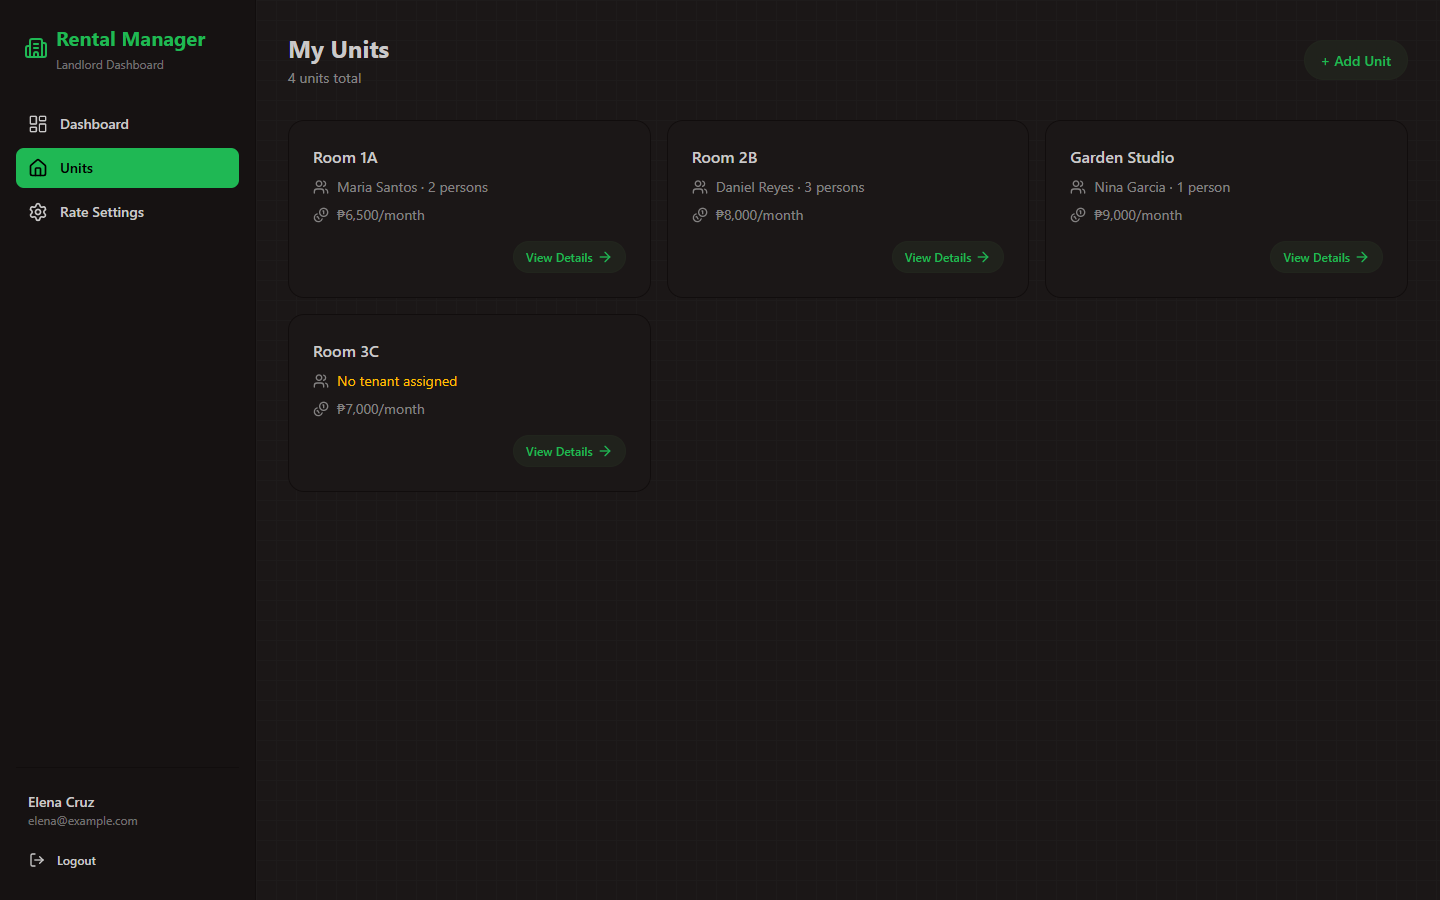 Rental Manager
Landlord Dashboard
Dashboard
Units
Rate Settings
Elena Cruz
elena@example.com
Logout
My Units
4 units total
+ Add Unit
Room 1A
Maria Santos · 2 persons
₱6,500/month
View Details →
Room 2B
Daniel Reyes · 3 persons
₱8,000/month
View Details →
Garden Studio
Nina Garcia · 1 person
₱9,000/month
View Details →
Room 3C
No tenant assigned
₱7,000/month
View Details →